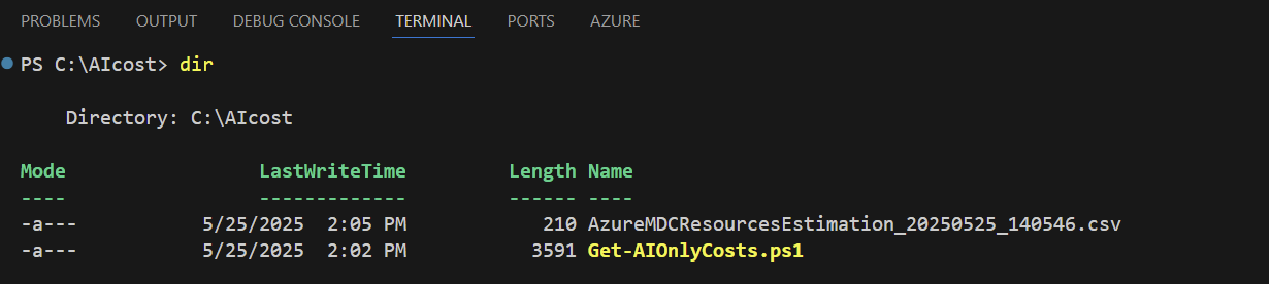 PROBLEMS OUTPUT DEBUG CONSOLE TERMINAL PORTS AZURE
PS C:\AIcost> dir
Directory: C:\AIcost
Mode LastWriteTime Length Name
---- ------------- ------ ----
-a--- 5/25/2025 2:05 PM 210 AzureMDCResourcesEstimation_20250525_140546.csv
-a--- 5/25/2025 2:02 PM 3591 Get-AIOnlyCosts.ps1